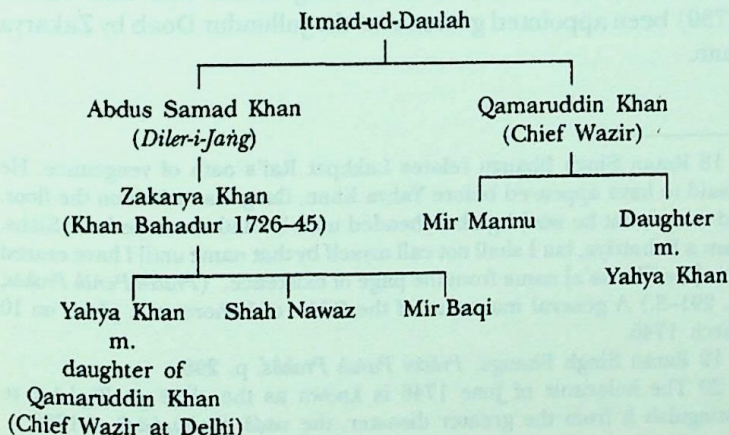 Itmad-ud-Daulah
Abdus Samad Khan
(Diler-i-Jaṅg)
Qamaruddin Khan
(Chief Wazir)
Zakarya Khan
(Khan Bahadur 1726–45)
Mir Mannu
Daughter
m.
Yahya Khan
Yahya Khan
m.
daughter of
Qamaruddin Khan
(Chief Wazir at Delhi)
Shah Nawaz
Mir Baqi